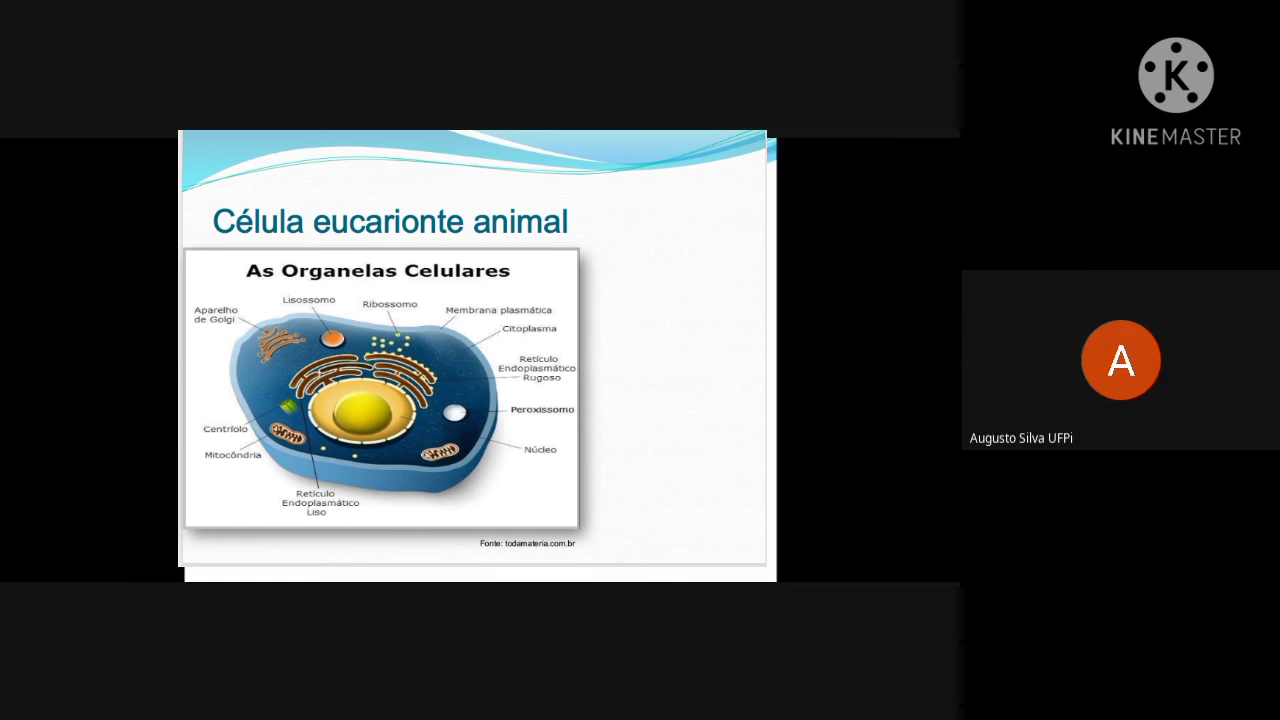 KINEMASTER
Célula eucarionte animal
As Organelas Celulares
Lisossomo
Ribossomo
Aparelho
de Golgi
Membrana plasmática
Citoplasma
Retículo
Endoplasmático
Rugoso
Peroxissomo
Centríolo
Mitocôndria
Núcleo
Retículo
Endoplasmático
Liso
Fonte: todamateria.com.br
A
Augusto Silva UFPi